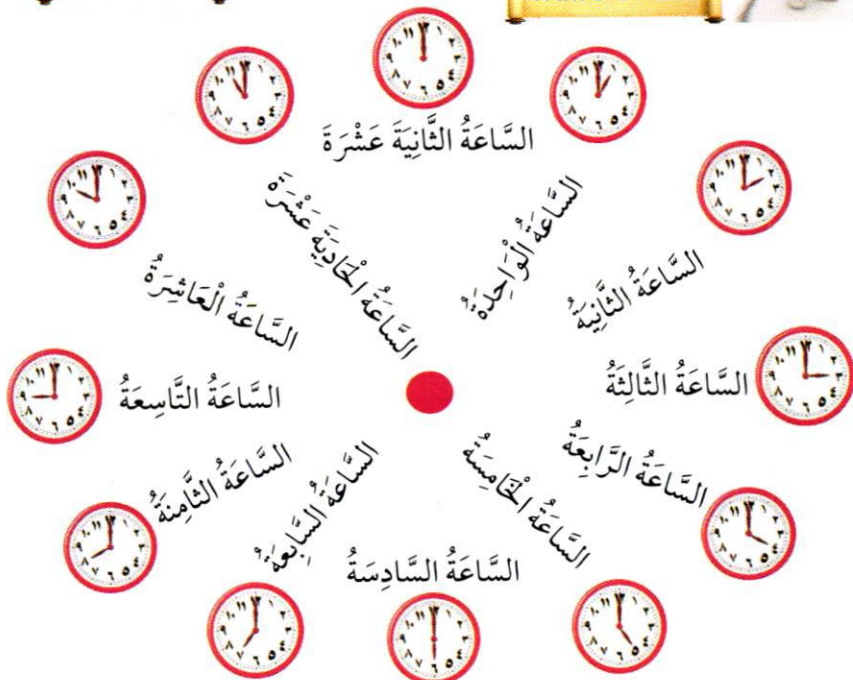 السَّاعَةُ الثَّانِيَةَ عَشْرَةَ
السَّاعَةُ الْوَاحِدَةُ
السَّاعَةُ الثَّانِيَةُ
السَّاعَةُ الثَّالِثَةُ
السَّاعَةُ الرَّابِعَةُ
السَّاعَةُ الْخَامِسَةُ
السَّاعَةُ السَّادِسَةُ
السَّاعَةُ السَّابِعَةُ
السَّاعَةُ الثَّامِنَةُ
السَّاعَةُ التَّاسِعَةُ
السَّاعَةُ الْعَاشِرَةُ
السَّاعَةُ الْحَادِيَةَ عَشْرَةَ